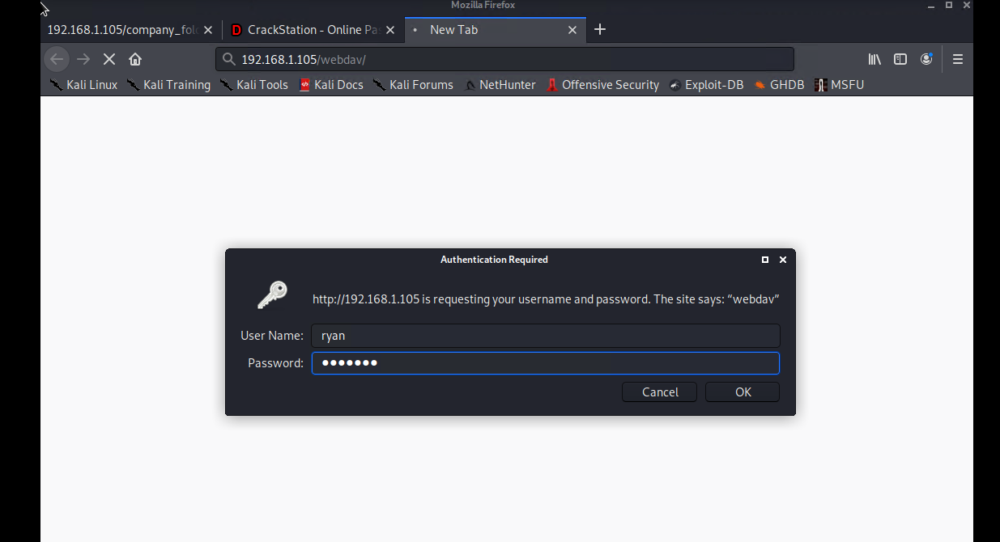 Mozilla Firefox
192.168.1.105/company_fol
CrackStation - Online Pas
New Tab
192.168.1.105/webdav/
Kali Linux Kali Training Kali Tools Kali Docs Kali Forums NetHunter Offensive Security Exploit-DB GHDB MSFU
Authentication Required
http://192.168.1.105 is requesting your username and password. The site says: “webdav”
User Name: ryan
Password: •••••••
Cancel OK